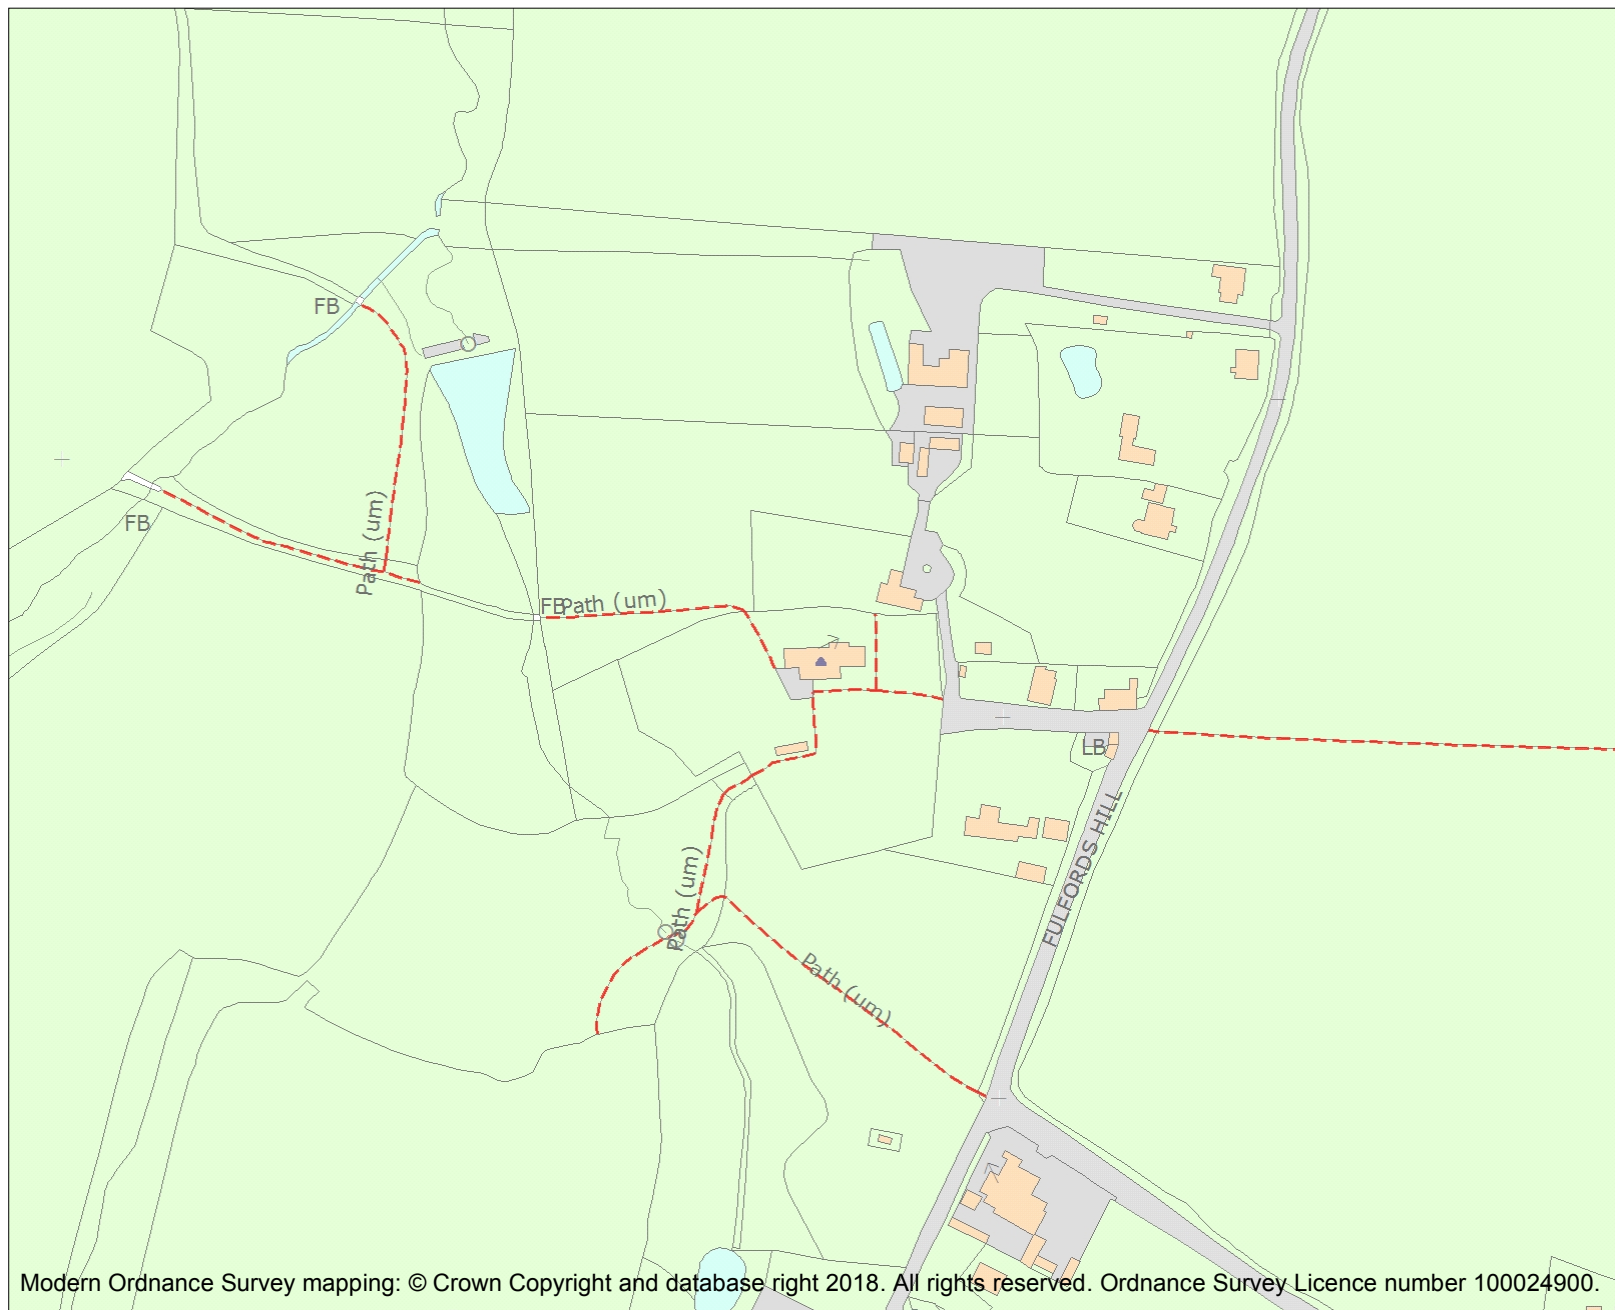 FB
Path (um)
FB
FB
Path (um)
LB
FULFORDS HILL
Path (um)
Path (um)
Modern Ordnance Survey mapping: © Crown Copyright and database right 2018. All rights reserved. Ordnance Survey Licence number 100024900.